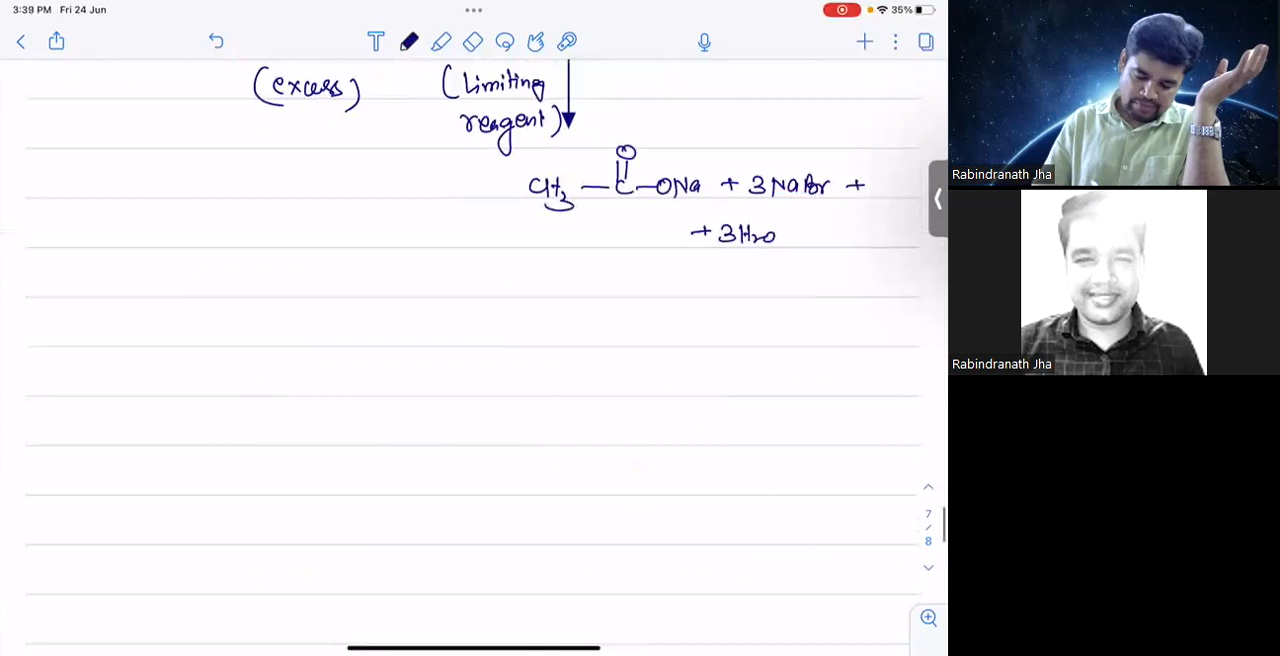 3:39 PM Fri 24 Jun
35%
(excess) (Limiting
reagent)
O
CH3 — C — ONa + 3NaBr +
+ 3H2O
7
/
8
Rabindranath Jha
Rabindranath Jha